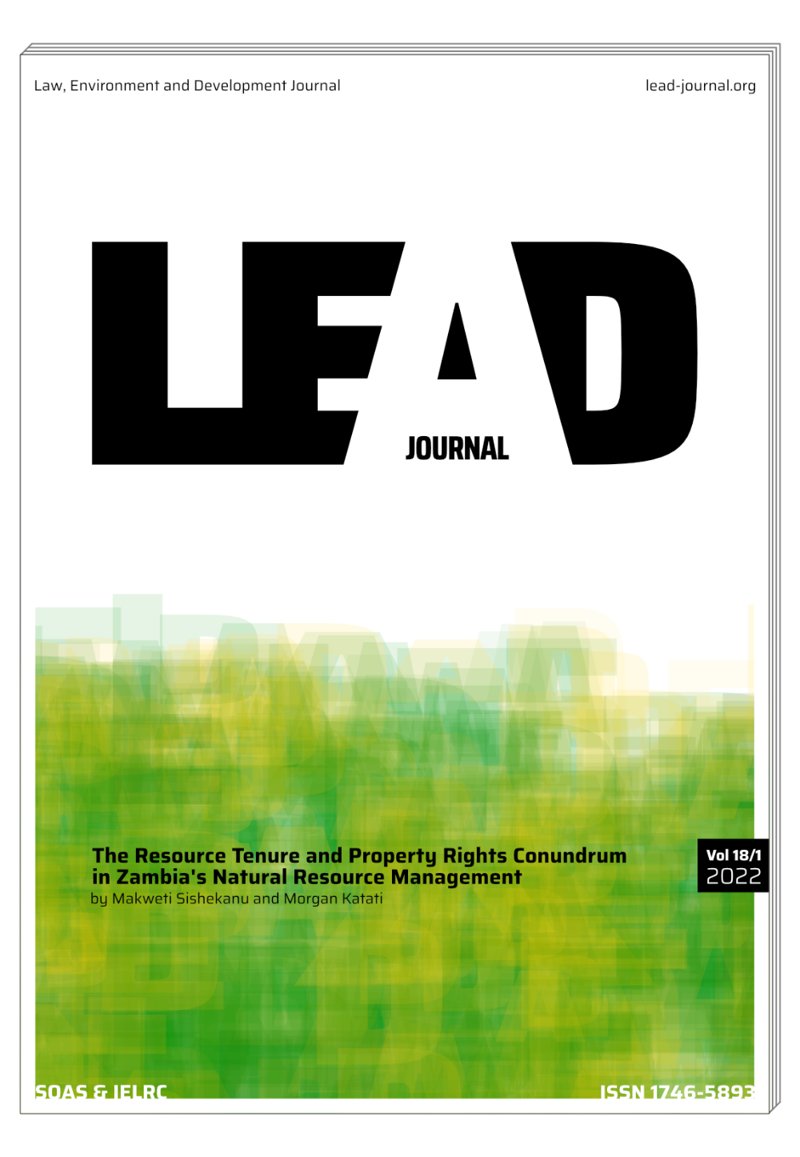 Law, Environment and Development Journal
lead-journal.org
LEAD
JOURNAL
The Resource Tenure and Property Rights Conundrum
in Zambia's Natural Resource Management
by Makweti Sishekanu and Morgan Katati
Vol 18/1
2022
SOAS & IELRC
ISSN 1746-5893